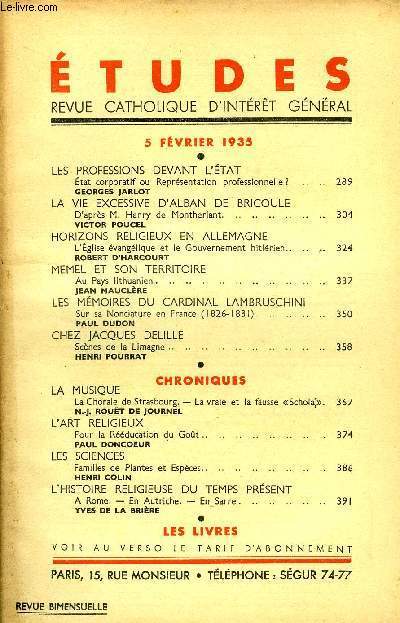 Le-livre.com
ÉTUDES
REVUE CATHOLIQUE D'INTÉRÊT GÉNÉRAL
5 FÉVRIER 1935
LES PROFESSIONS DEVANT L'ÉTAT
État corporatif ou Représentation professionnelle? .. .. 289
GEORGES JARLOT
LA VIE EXCESSIVE D'ALBAN DE BRICOULE
D'après M. Henry de Montherlant. .. .. .. .. .. .. 304
VICTOR POUCEL
HORIZONS RELIGIEUX EN ALLEMAGNE
L'Église évangélique et le Gouvernement hitlérien. .. .. 324
ROBERT D'HARCOURT
MEMEL ET SON TERRITOIRE
Au Pays lithuanien. .. .. .. .. .. .. .. .. .. 337
JEAN MAUCLÈRE
LES MÉMOIRES DU CARDINAL LAMBRUSCHINI
Sur sa Nonciature en France (1826-1831) .. .. .. .. .. 350
PAUL DUDON
CHEZ JACQUES DELILLE
Scènes de la Limagne .. .. .. .. .. .. .. .. .. 358
HENRI POURRAT
CHRONIQUES
LA MUSIQUE
La Chorale de Strasbourg. — La vraie et la fausse «Schola». 367
N.-J. ROUËT DE JOURNEL
L'ART RELIGIEUX
Pour la Rééducation du Goût .. .. .. .. .. .. .. 374
PAUL DONCOEUR
LES SCIENCES
Familles de Plantes et Espèces. .. .. .. .. .. .. .. 386
HENRI COLIN
L'HISTOIRE RELIGIEUSE DU TEMPS PRÉSENT
A Rome. — En Autriche. — En Sarre. .. .. .. .. .. 391
YVES DE LA BRIÈRE
LES LIVRES
VOIR AU VERSO LE TARIF D'ABONNEMENT
PARIS, 15, RUE MONSIEUR • TÉLÉPHONE : SÉGUR 74-77
REVUE BIMENSUELLE